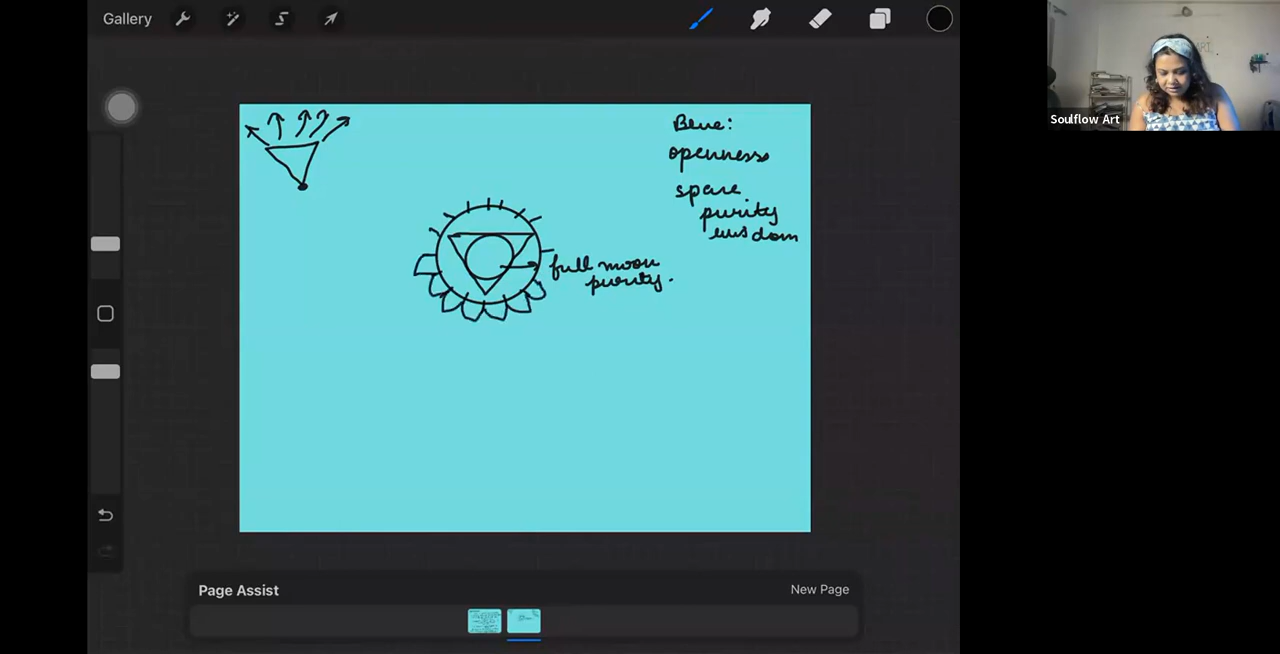 Gallery
Soulflow Art
Blue:
openness
space
purity
wisdom
full moon
purity.
Page Assist
New Page